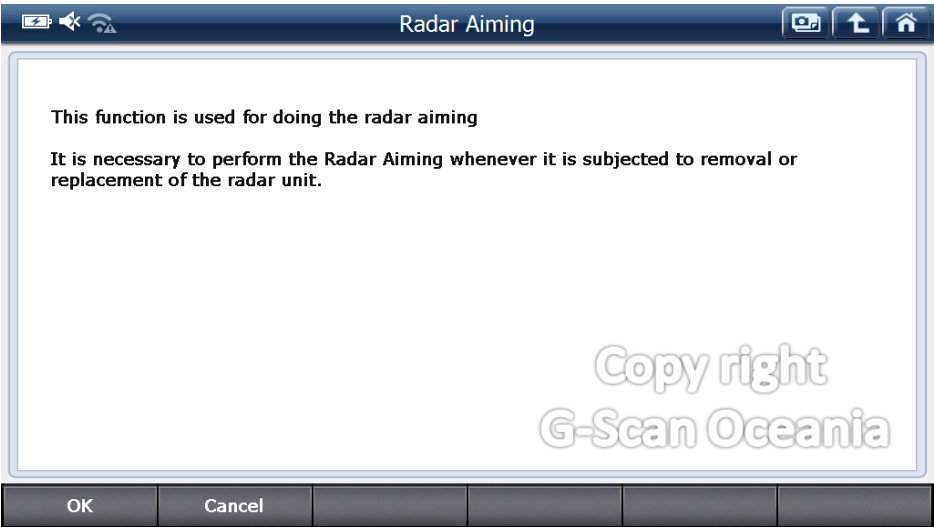 Radar Aiming
This function is used for doing the radar aiming
It is necessary to perform the Radar Aiming whenever it is subjected to removal or
replacement of the radar unit.
Copy right
G-Scan Oceania
OK Cancel